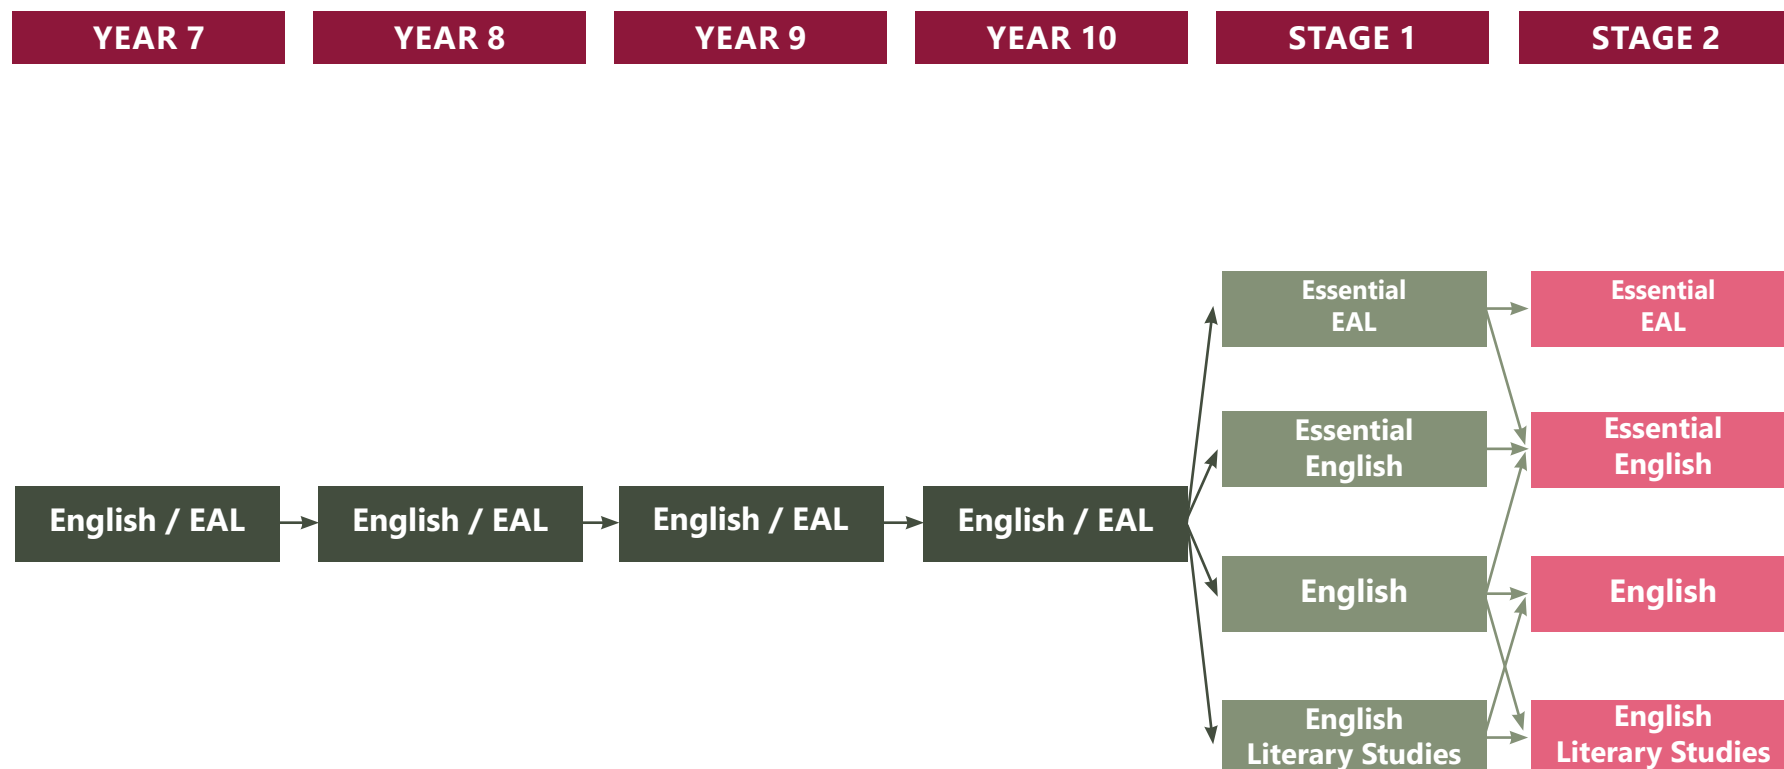 YEAR 7
YEAR 8
YEAR 9
YEAR 10
STAGE 1
STAGE 2
Essential
EAL
Essential
EAL
Essential
English
Essential
English
English / EAL
English / EAL
English / EAL
English / EAL
English
English
English
Literary Studies
English
Literary Studies